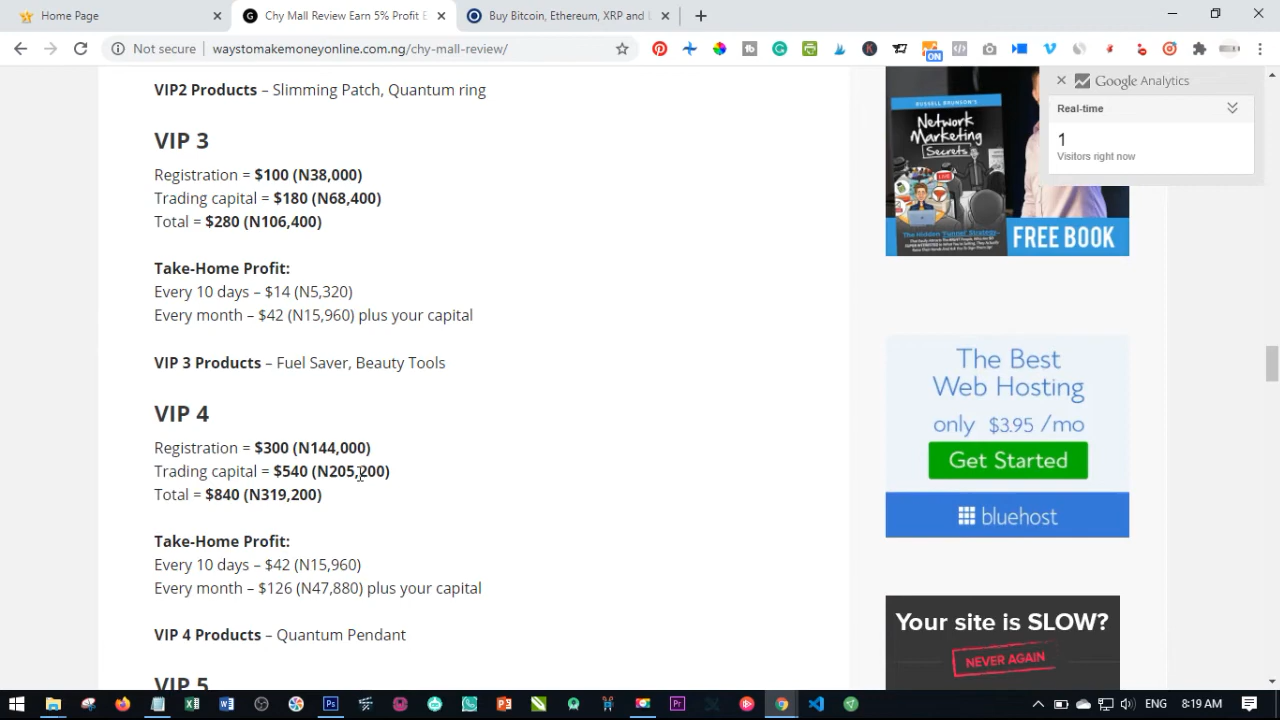 Home Page
Chy Mall Review Earn 5% Profit E
Buy Bitcoin, Ethereum, XRP and
Not secure
waystomakemoneyonline.com.ng/chy-mall-review/
ON
VIP2 Products – Slimming Patch, Quantum ring
VIP 3
Registration = $100 (N38,000)
Trading capital = $180 (N68,400)
Total = $280 (N106,400)
Take-Home Profit:
Every 10 days – $14 (N5,320)
Every month – $42 (N15,960) plus your capital
VIP 3 Products – Fuel Saver, Beauty Tools
VIP 4
Registration = $300 (N144,000)
Trading capital = $540 (N205,200)
Total = $840 (N319,200)
Take-Home Profit:
Every 10 days – $42 (N15,960)
Every month – $126 (N47,880) plus your capital
VIP 4 Products – Quantum Pendant
VIP 5
Google Analytics
Real-time
1
Visitors right now
RUSSELL BRUNSON'S
Network
Marketing
Secrets
LIVE
The Hidden Funnel Strategy
FREE BOOK
The Best
Web Hosting
only $3.95 /mo
Get Started
bluehost
Your site is SLOW?
NEVER AGAIN
ENG
8:19 AM